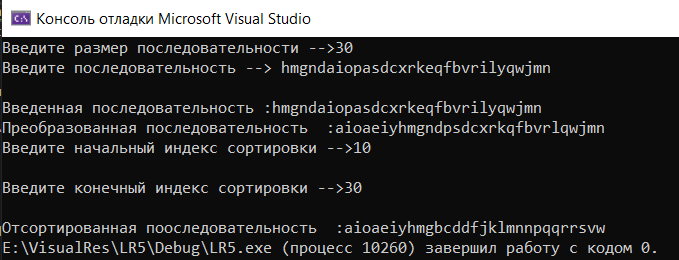 Консоль отладки Microsoft Visual Studio
Введите размер последовательности -->30
Введите последовательность --> hmgndaiopasdcxrkeqfbvrilyqwjmn
Введенная последовательность :hmgndaiopasdcxrkeqfbvrilyqwjmn
Преобразованная последовательность  :aioaeiyhmgndpsdcxrkqfbvrlqwjmn
Введите начальный индекс сортировки -->10
Введите конечный индекс сортировки -->30
Отсортированная пооследовательность  :aioaeiyhmgbcddfjklmnnpqqrrsvw
E:\VisualRes\LR5\Debug\LR5.exe (процесс 10260) завершил работу с кодом 0.